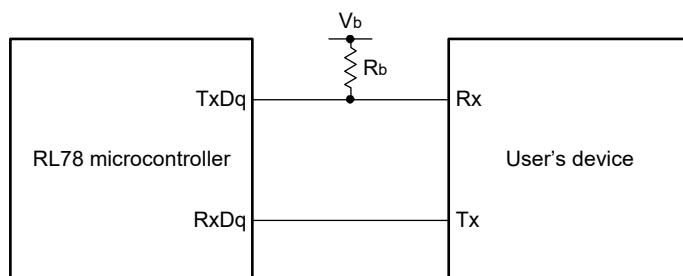 Vb
Rb
TxDq
Rx
RL78 microcontroller
User's device
RxDq
Tx